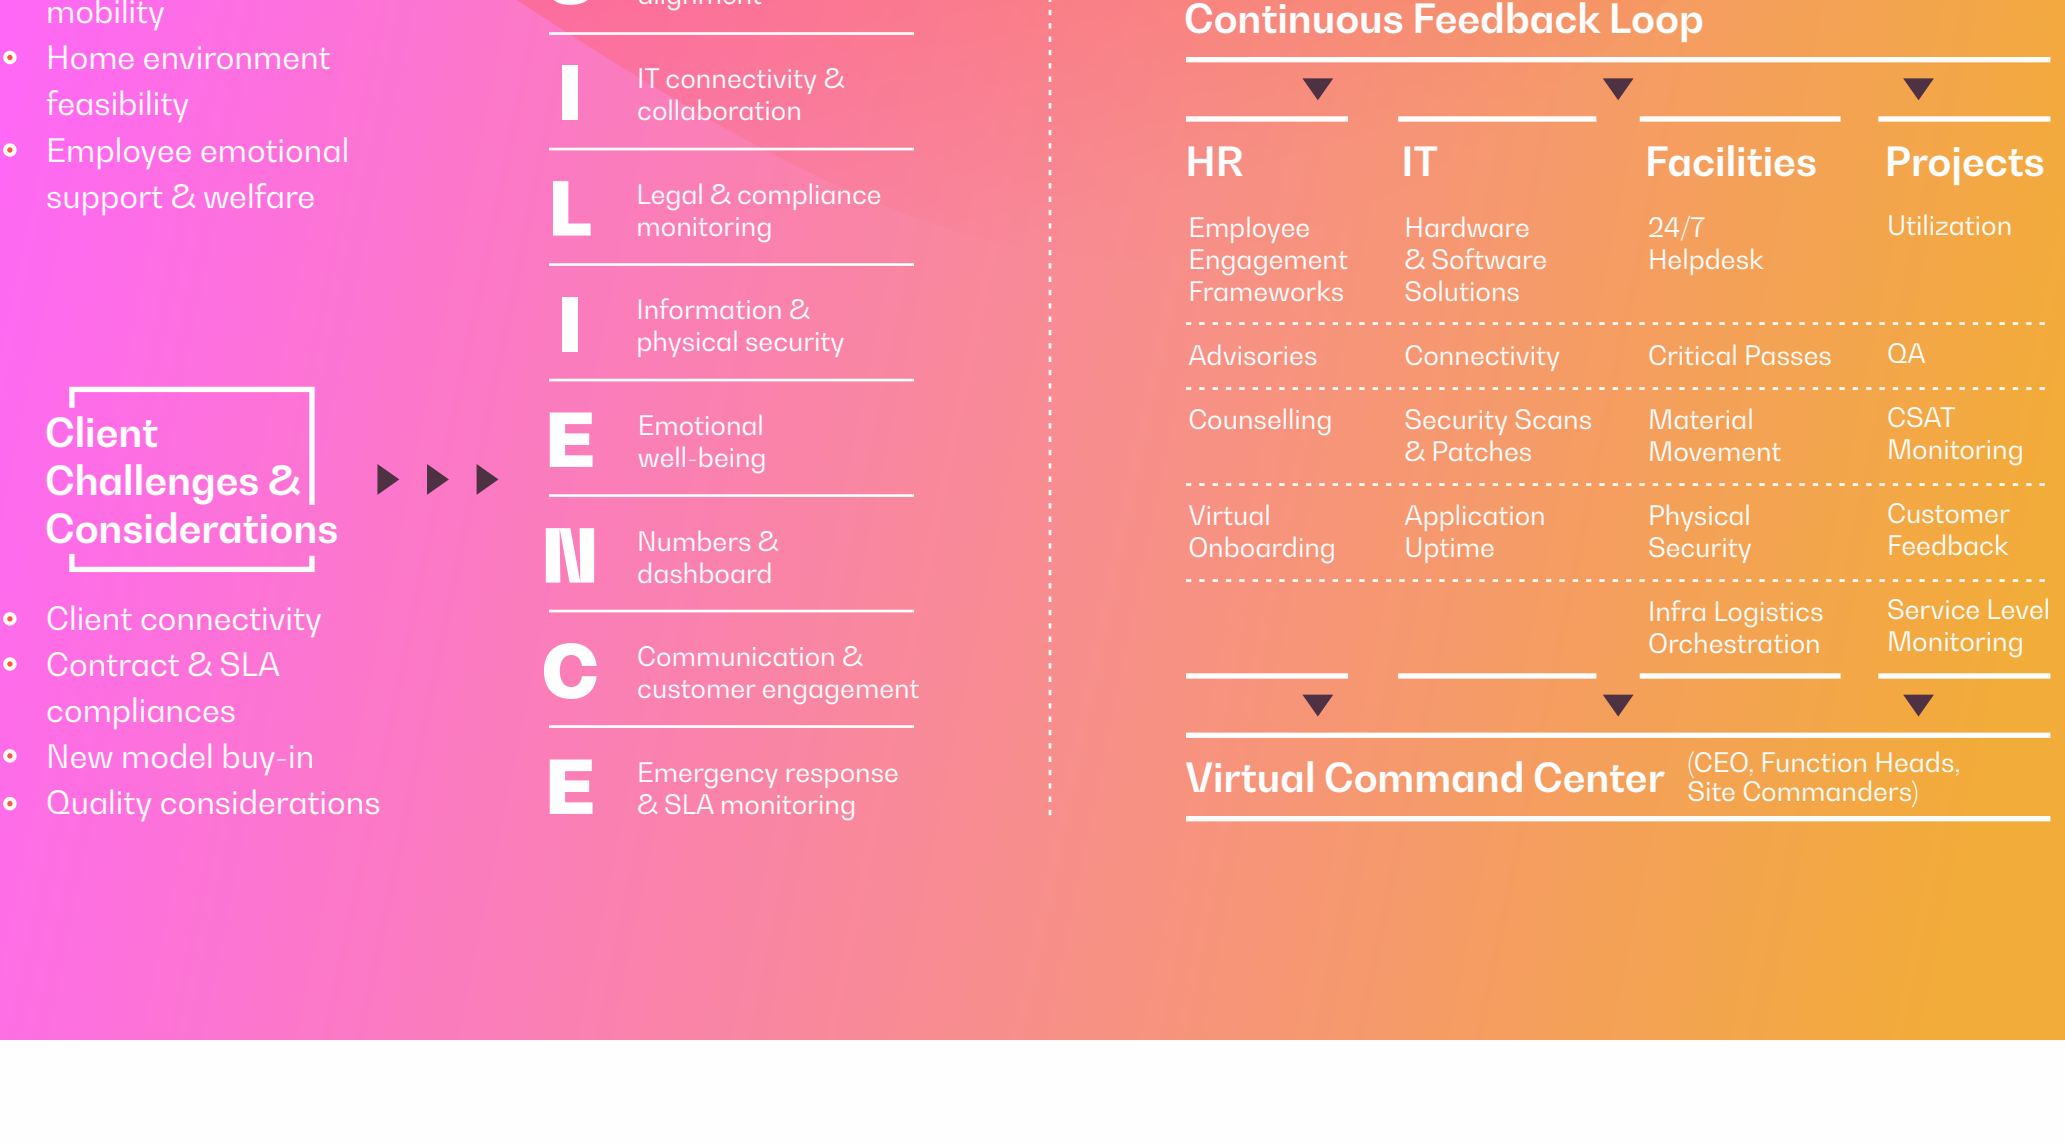 mobility
Home environment
feasibility
Employee emotional
support & welfare
Client
Challenges &
Considerations
Client connectivity
Contract & SLA
compliances
New model buy-in
Quality considerations
alignment
I
IT connectivity &
collaboration
L
Legal & compliance
monitoring
I
Information &
physical security
E
Emotional
well-being
N
Numbers &
dashboard
C
Communication &
customer engagement
E
Emergency response
& SLA monitoring
Continuous Feedback Loop
HR
IT
Facilities
Projects
Employee
Engagement
Frameworks
Hardware
& Software
Solutions
24/7
Helpdesk
Utilization
Advisories
Connectivity
Critical Passes
QA
Counselling
Security Scans
& Patches
Material
Movement
CSAT
Monitoring
Virtual
Onboarding
Application
Uptime
Physical
Security
Customer
Feedback
Infra Logistics
Orchestration
Service Level
Monitoring
Virtual Command Center
(CEO, Function Heads,
Site Commanders)